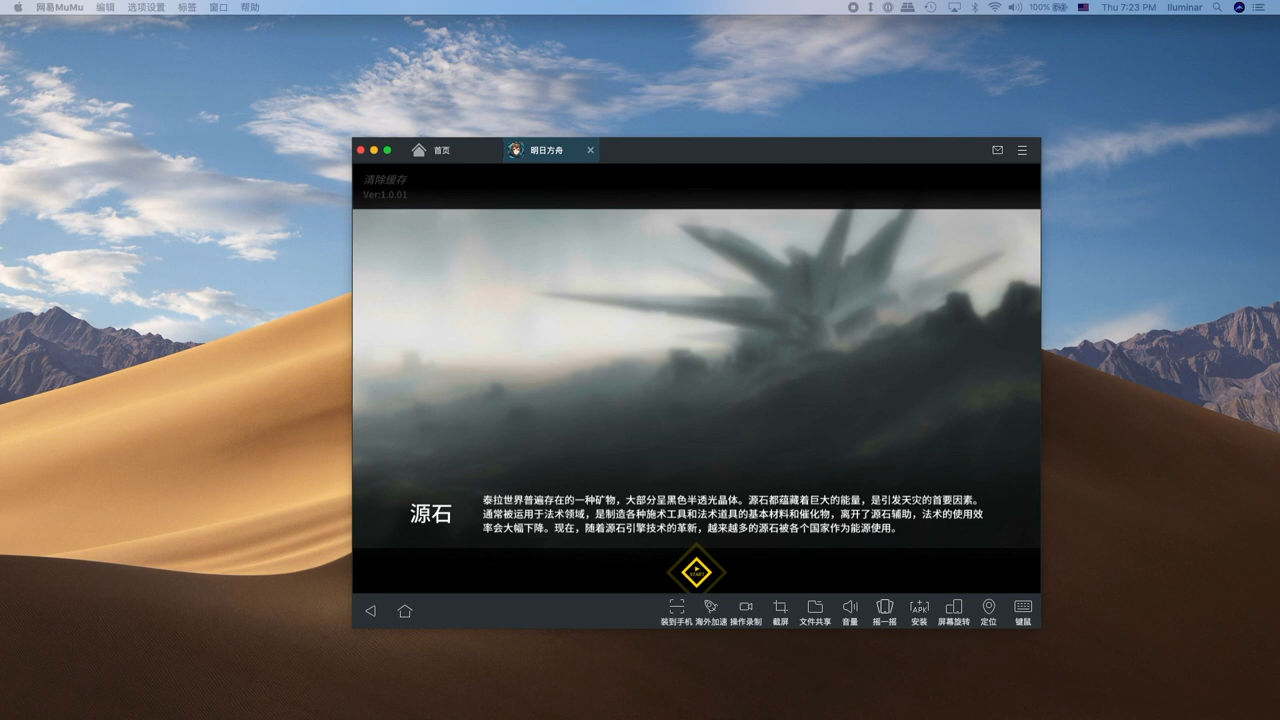 网易MuMu 编辑 选项设置 标签 窗口 帮助 100% Thu 7:23 PM Iluminar
首页 明日方舟
清除缓存
Ver:1.0.01
源石
泰拉世界普遍存在的一种矿物，大部分呈黑色半透光晶体。源石都蕴藏着巨大的能量，是引发天灾的首要因素。
通常被运用于法术领域，是制造各种施术工具和法术道具的基本材料和催化物，离开了源石辅助，法术的使用效
率会大幅下降。现在，随着源石引擎技术的革新，越来越多的源石被各个国家作为能源使用。
START
APK
装到手机 海外加速 操作录制 截屏 文件共享 音量 摇一摇 安装 屏幕旋转 定位 键鼠